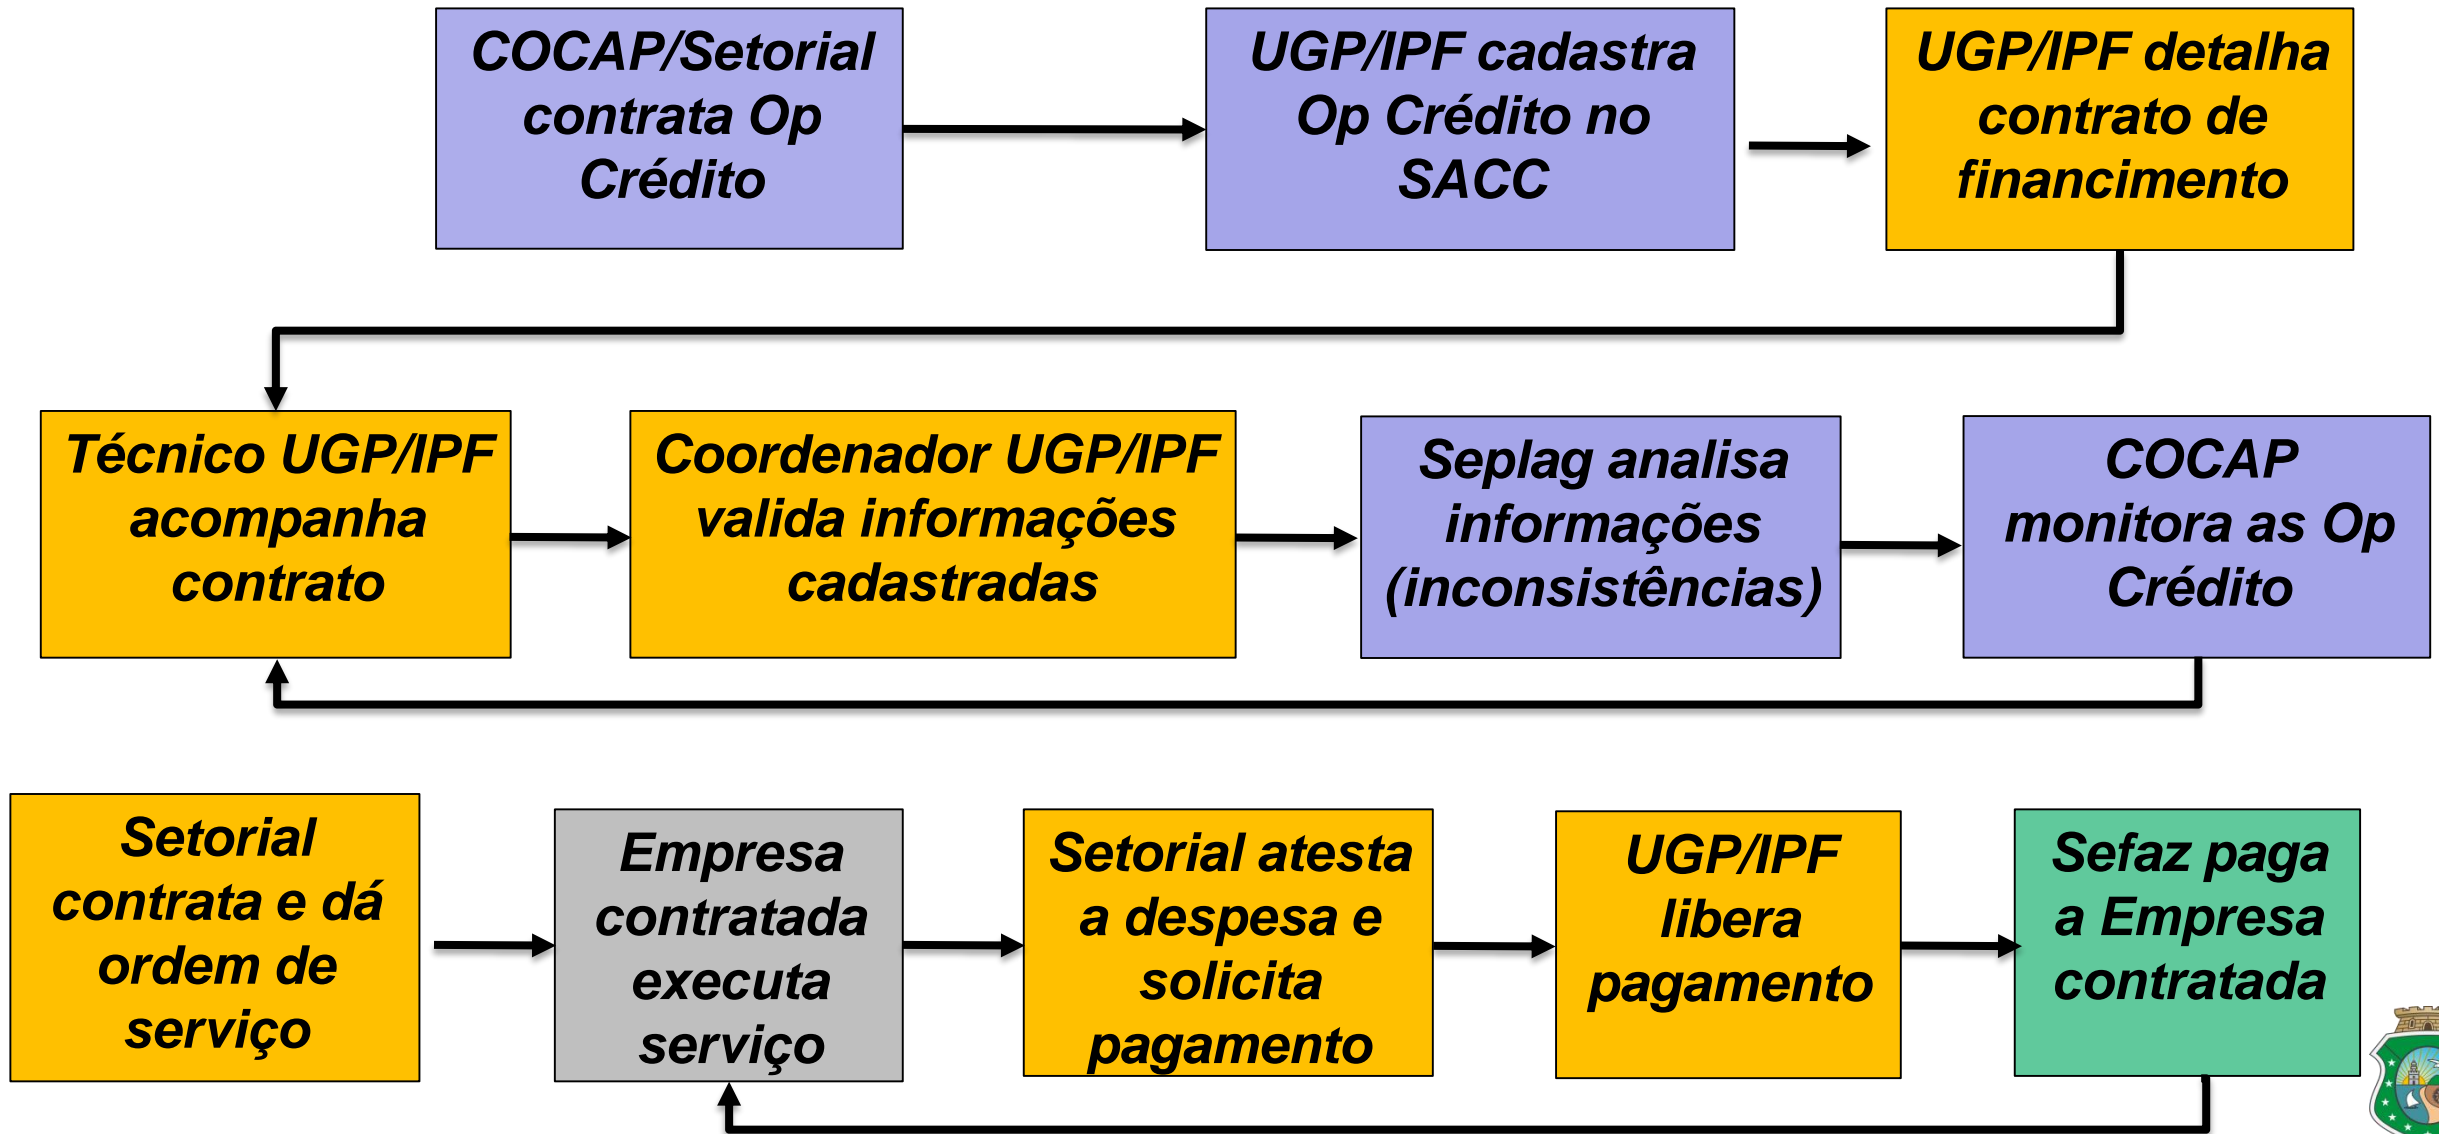 COCAP/Setorial
contrata Op
Crédito
UGP/IPF cadastra
Op Crédito no
SACC
UGP/IPF detalha
contrato de
financimento
Técnico UGP/IPF
acompanha
contrato
Coordenador UGP/IPF
valida informações
cadastradas
Seplag analisa
informações
(inconsistências)
COCAP
monitora as Op
Crédito
Setorial
contrata e dá
ordem de
serviço
Empresa
contratada
executa
serviço
Setorial atesta
a despesa e
solicita
pagamento
UGP/IPF
libera
pagamento
Sefaz paga
a Empresa
contratada